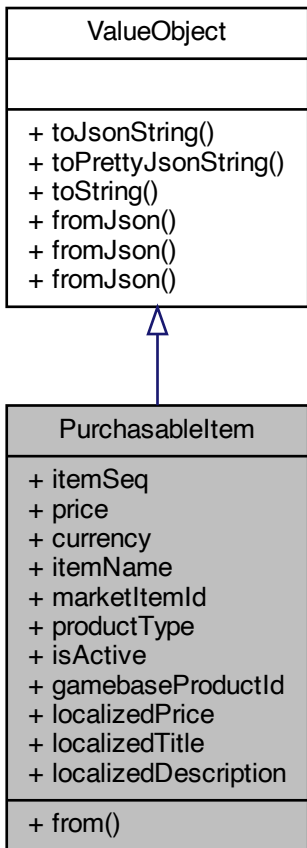 ValueObject
+ toJsonString()
+ toPrettyJsonString()
+ toString()
+ fromJson()
+ fromJson()
+ fromJson()
PurchasableItem
+ itemSeq
+ price
+ currency
+ itemName
+ marketItemId
+ productType
+ isActive
+ gamebaseProductId
+ localizedPrice
+ localizedTitle
+ localizedDescription
+ from()